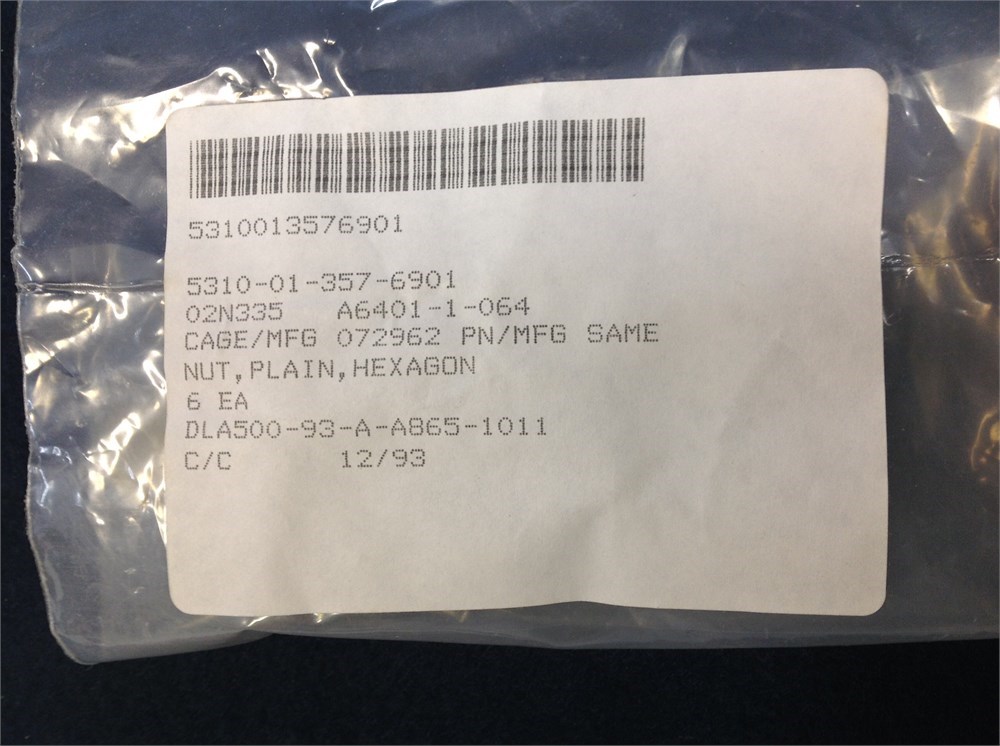 5310013576901
5310-01-357-6901
02N335 A6401-1-064
CAGE/MFG 072962 PN/MFG SAME
NUT,PLAIN,HEXAGON
6 EA
DLA500-93-A-A865-1011
C/C 12/93